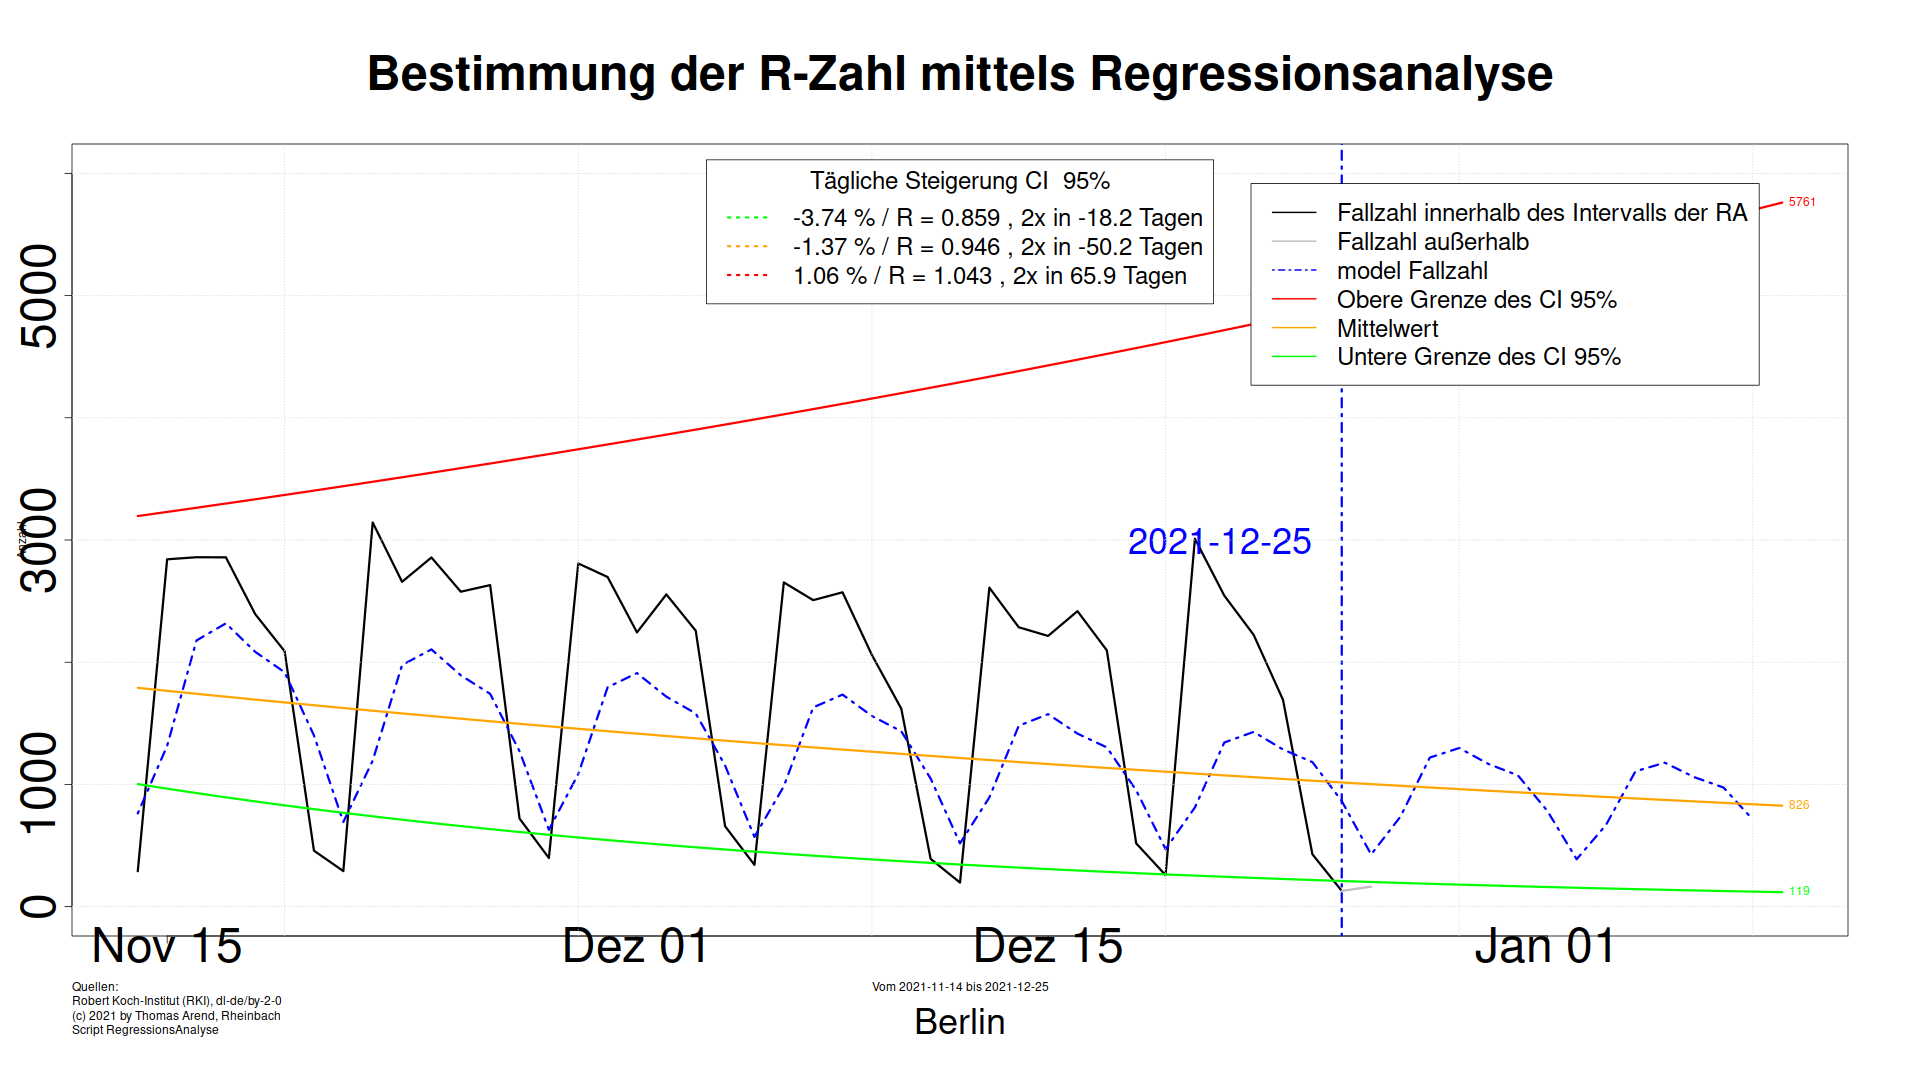 Bestimmung der R-Zahl mittels Regressionsanalyse
Tägliche Steigerung CI  95%
-3.74 % / R = 0.859 , 2x in -18.2 Tagen
-1.37 % / R = 0.946 , 2x in -50.2 Tagen
1.06 % / R = 1.043 , 2x in 65.9 Tagen
Fallzahl innerhalb des Intervalls der RA
Fallzahl außerhalb
model Fallzahl
Obere Grenze des CI 95%
Mittelwert
Untere Grenze des CI 95%
5761
5000
3000
1000
0
Anzahl
2021-12-25
826
119
Nov 15
Dez 01
Dez 15
Jan 01
Quellen:
Robert Koch-Institut (RKI), dl-de/by-2-0
(c) 2021 by Thomas Arend, Rheinbach
Script RegressionsAnalyse
Vom 2021-11-14 bis 2021-12-25
Berlin